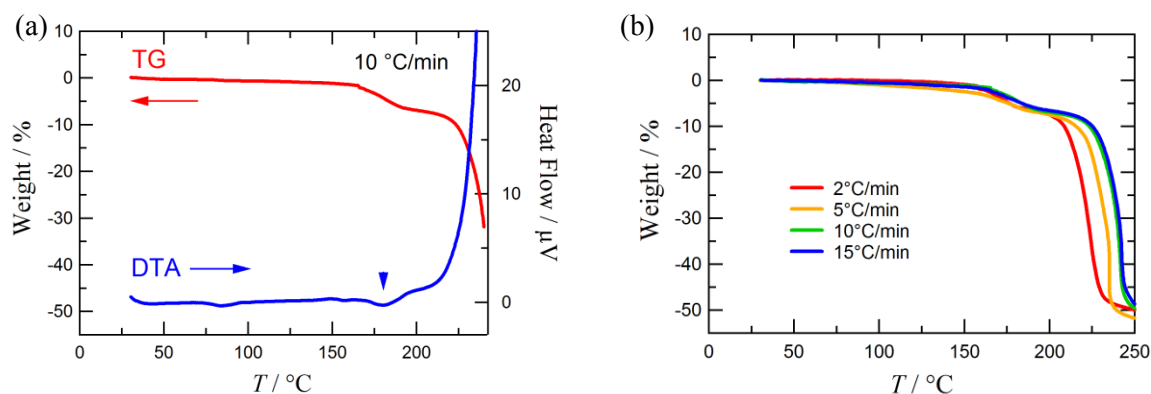 (a)
10
0
-10
-20
-30
-40
-50
Weight / %
TG
10 °C/min
DTA
20
10
0
Heat Flow / µV
0
50
100
150
200
T / °C
(b)
10
0
-10
-20
-30
-40
-50
Weight / %
2°C/min
5°C/min
10°C/min
15°C/min
0
50
100
150
200
250
T / °C